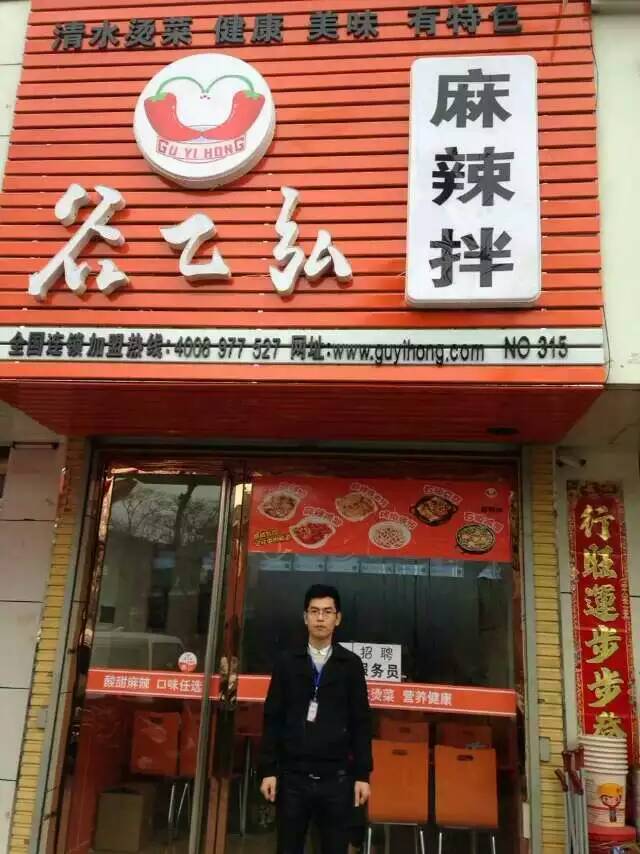 清水烫菜 健康 美味 有特色
GU YI HONG
谷乙弘
麻辣拌
全国连锁加盟热线:4008 977 527 网址:www.guyihong.com NO 315
招聘
服务员
酸甜麻辣 口味任选
烫菜 营养健康
行旺運步步